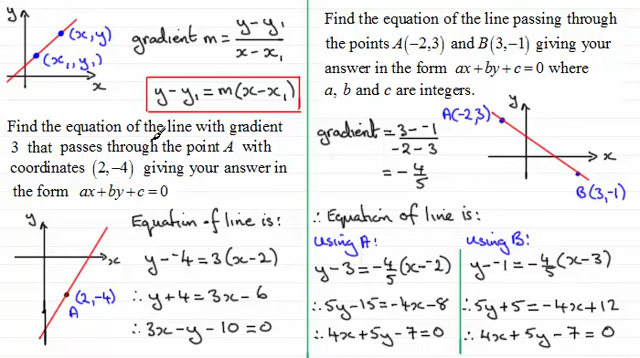 y
(x,y)
(x₁,y₁)
x
gradient m = y-y₁/x-x₁
y-y₁ = m(x-x₁)
Find the equation of the line with gradient
3 that passes through the point A with
coordinates (2,−4) giving your answer in
the form ax+by+c=0
y
x
(2,-4)
A
Equation of line is:
y--4 = 3(x-2)
∴ y+4 = 3x-6
∴ 3x-y-10=0
Find the equation of the line passing through
the points A(−2,3) and B(3,−1) giving your
answer in the form ax+by+c=0 where
a, b and c are integers.
gradient = 3--1/-2-3
= -4/5
A(-2,3)
y
x
B(3,-1)
∴ Equation of line is:
using A:
y-3 = -4/5(x--2)
∴ 5y-15 = -4x-8
∴ 4x+5y-7=0
using B:
y--1 = -4/5(x-3)
∴ 5y+5 = -4x+12
∴ 4x+5y-7=0